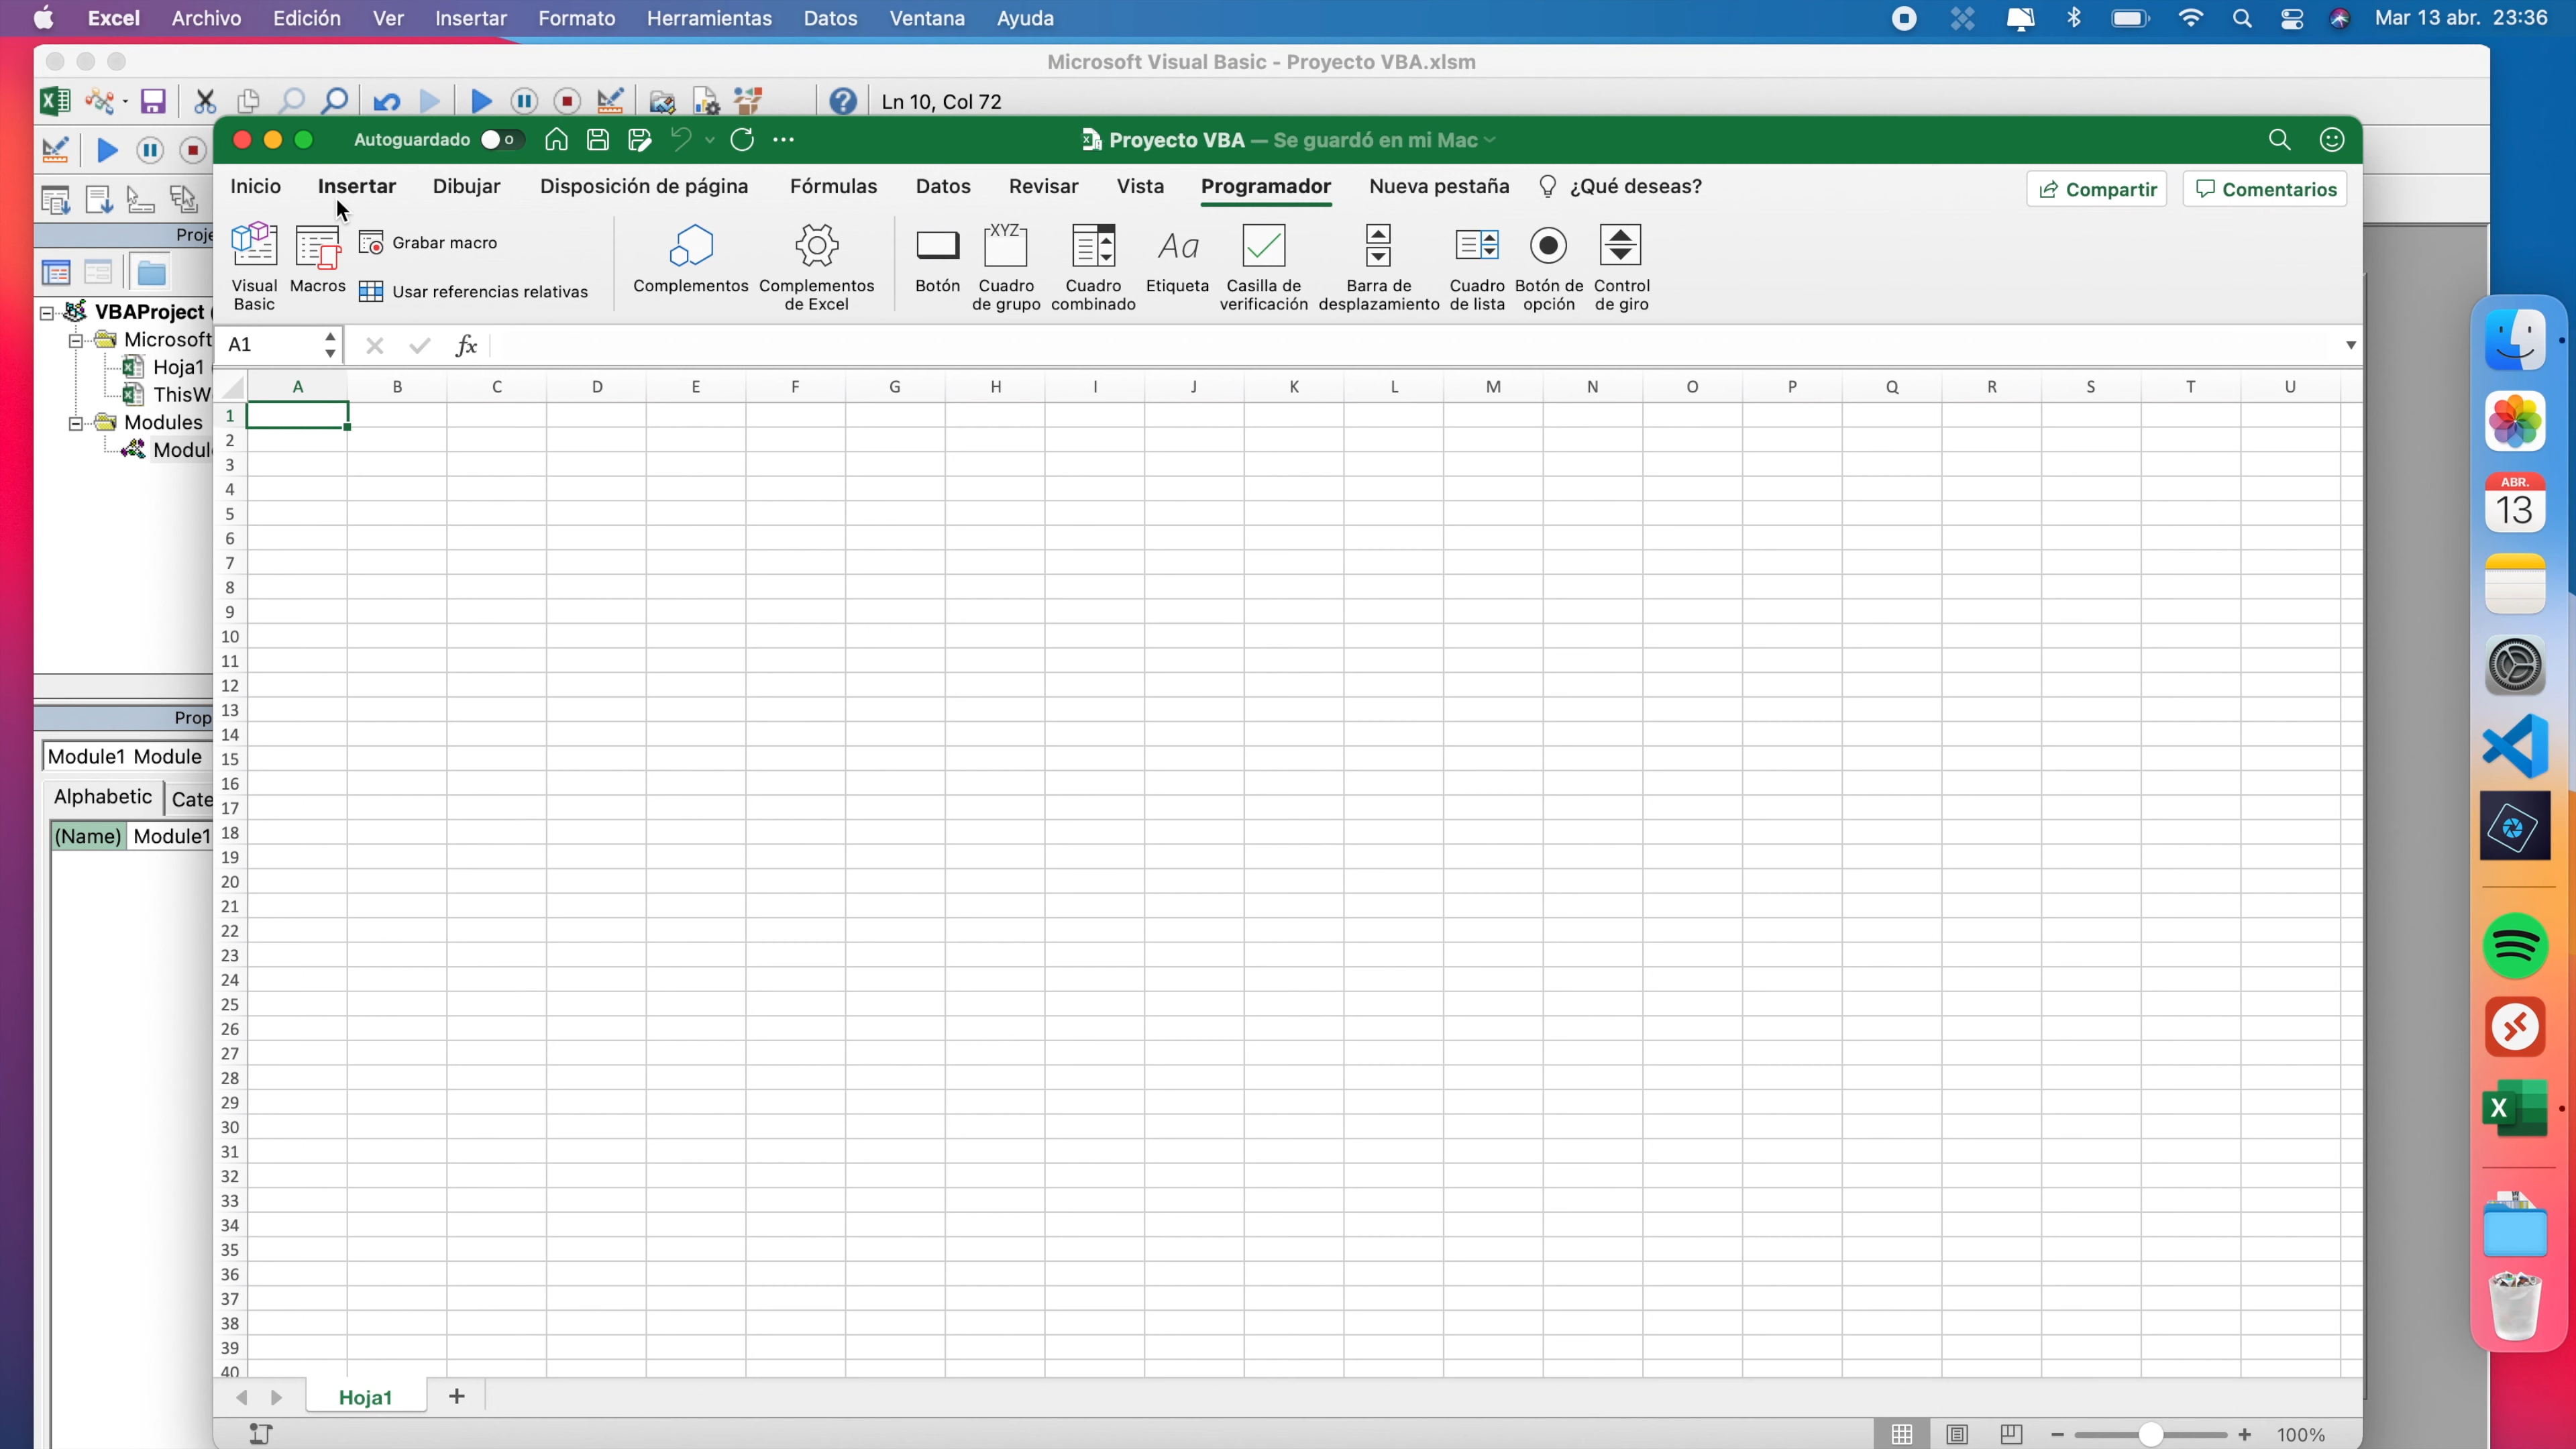 Excel Archivo Edición Ver Insertar Formato Herramientas Datos Ventana Ayuda Mar 13 abr. 23:36
Microsoft Visual Basic - Proyecto VBA.xlsm
Ln 10, Col 72
Autoguardado Proyecto VBA — Se guardó en mi Mac
Inicio Insertar Dibujar Disposición de página Fórmulas Datos Revisar Vista Programador Nueva pestaña ¿Qué deseas? Compartir Comentarios
Visual Basic
Macros
Grabar macro
Usar referencias relativas
Complementos
Complementos de Excel
Botón
XYZ
Cuadro de grupo
Cuadro combinado
Aa
Etiqueta
Casilla de verificación
Barra de desplazamiento
Cuadro de lista
Botón de opción
Control de giro
A1 fx
A B C D E F G H I J K L M N O P Q R S T U
1
2
3
4
5
6
7
8
9
10
11
12
13
14
15
16
17
18
19
20
21
22
23
24
25
26
27
28
29
30
31
32
33
34
35
36
37
38
39
40
Hoja1 +
100%
Proje
VBAProject (
Microsoft
Hoja1
ThisW
Modules
Modul
Prop
Module1 Module
Alphabetic Cate
(Name) Module1
ABR.
13
X